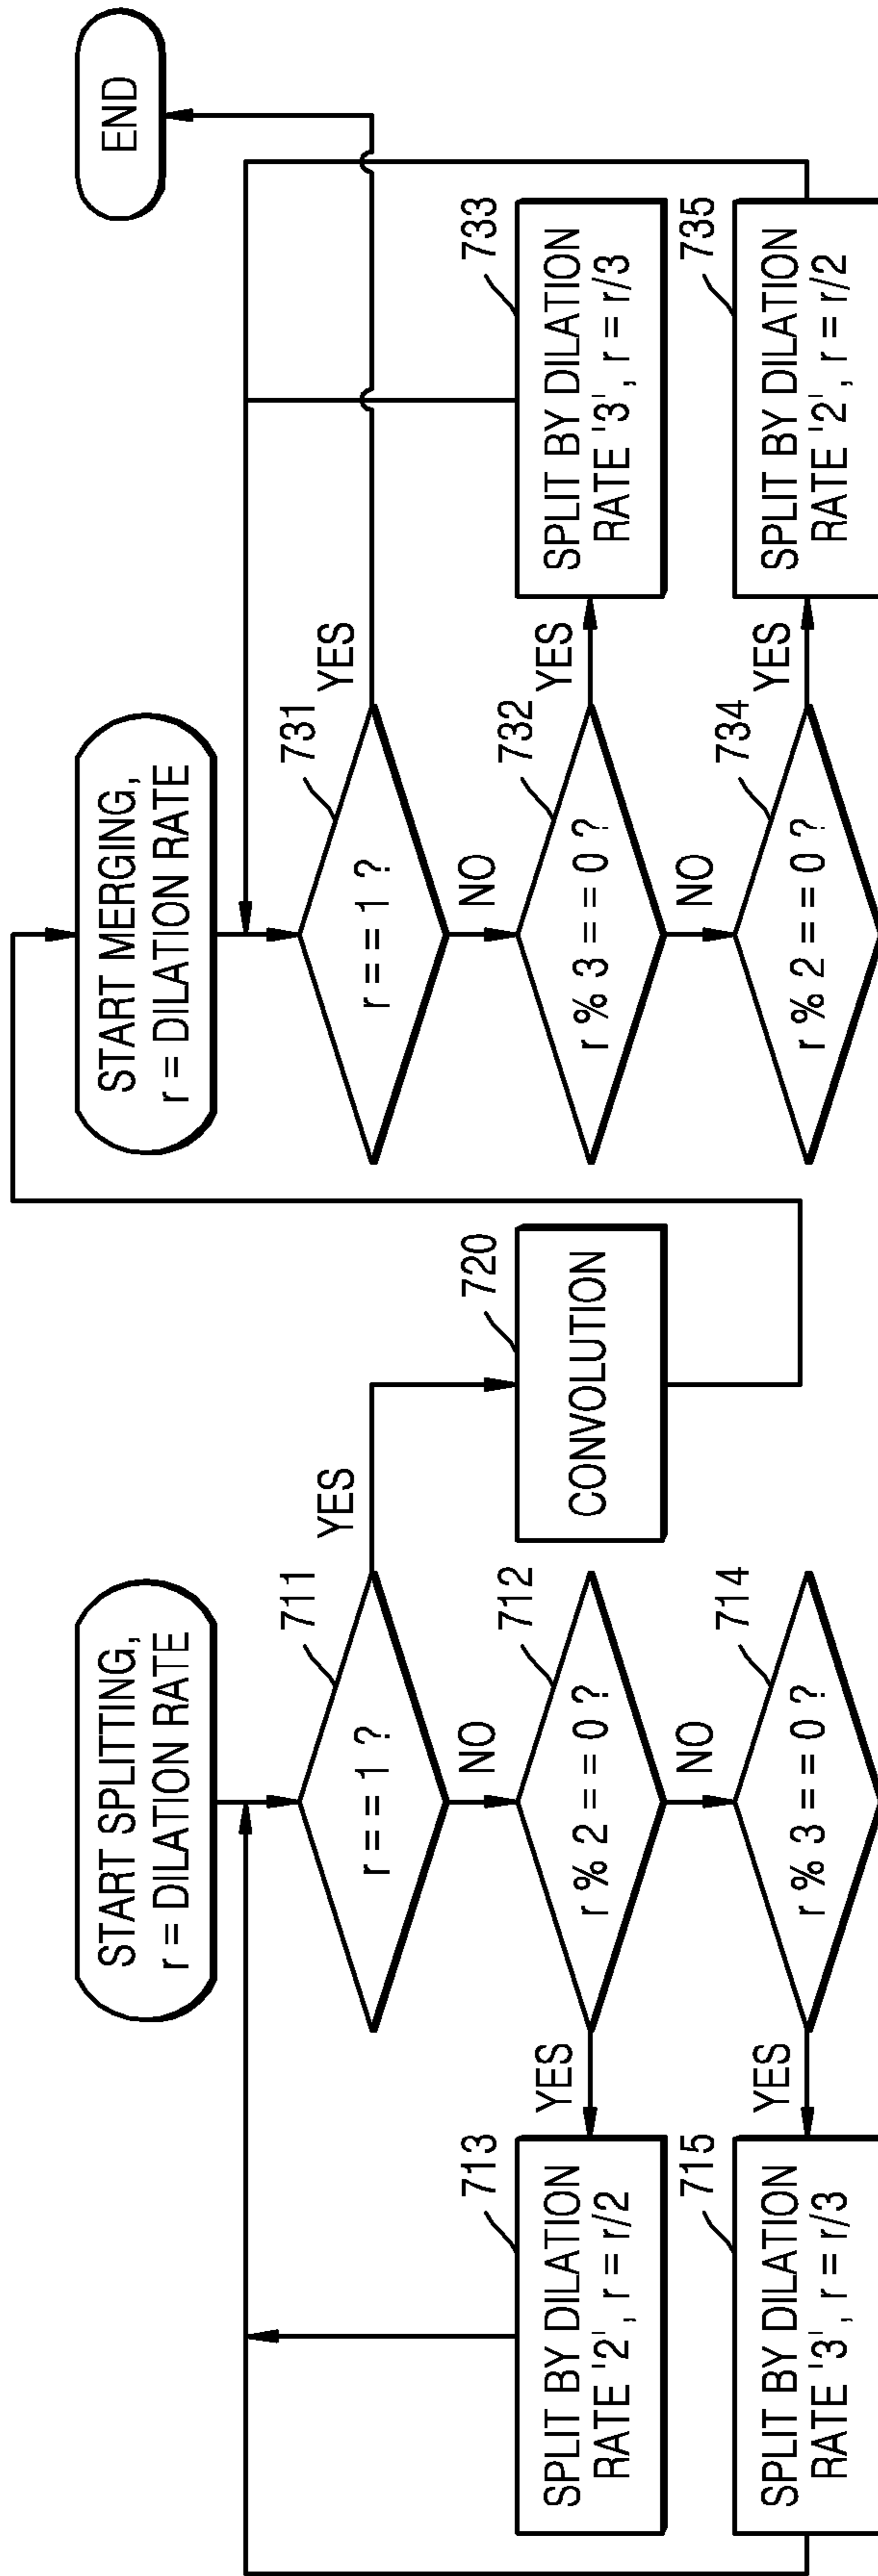 START SPLITTING,
r = DILATION RATE
711
r = = 1 ?
YES
NO
712
r % 2 = = 0 ?
YES
NO
713
SPLIT BY DILATION
RATE '2', r = r/2
714
r % 3 = = 0 ?
YES
715
SPLIT BY DILATION
RATE '3', r = r/3
720
CONVOLUTION
START MERGING,
r = DILATION RATE
731
r = = 1 ?
YES
NO
END
732
r % 3 = = 0 ?
YES
NO
733
SPLIT BY DILATION
RATE '3', r = r/3
734
r % 2 = = 0 ?
YES
735
SPLIT BY DILATION
RATE '2', r = r/2